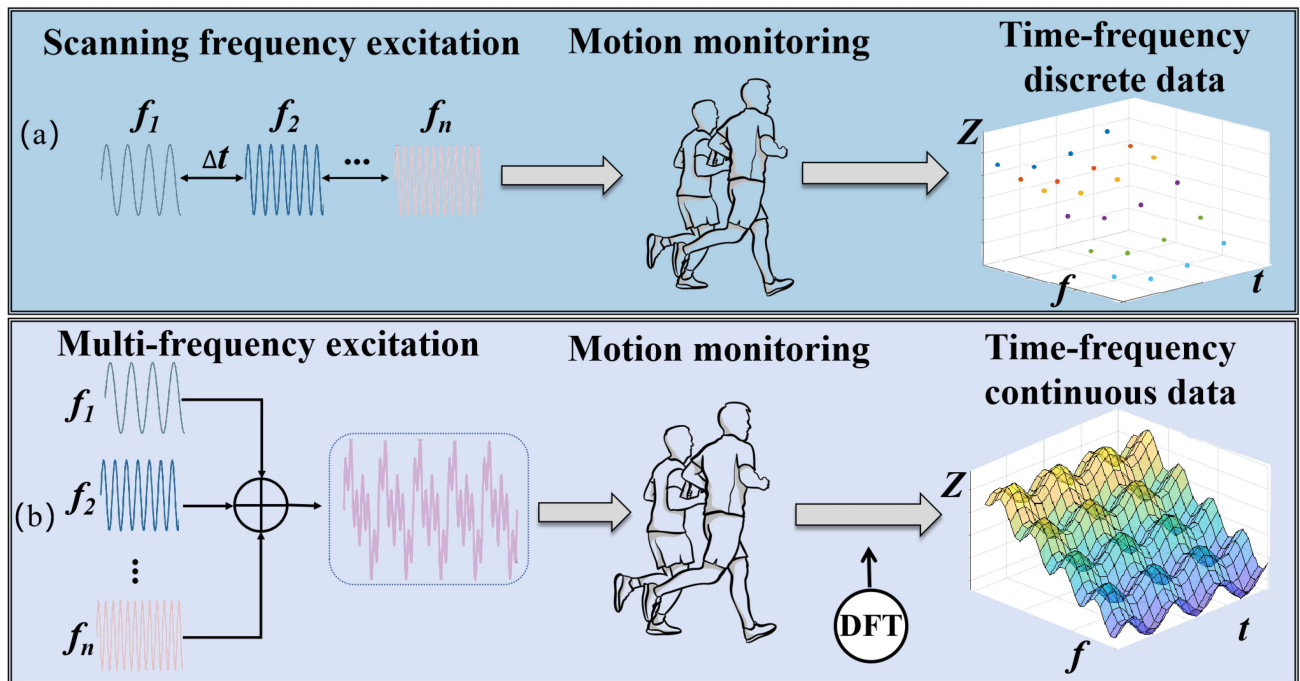 Scanning frequency excitation
Motion monitoring
Time-frequency
discrete data
(a)
f1
Δt
f2
...
fn
Z
f
t
Multi-frequency excitation
Motion monitoring
Time-frequency
continuous data
(b)
f1
f2
...
fn
DFT
Z
f
t